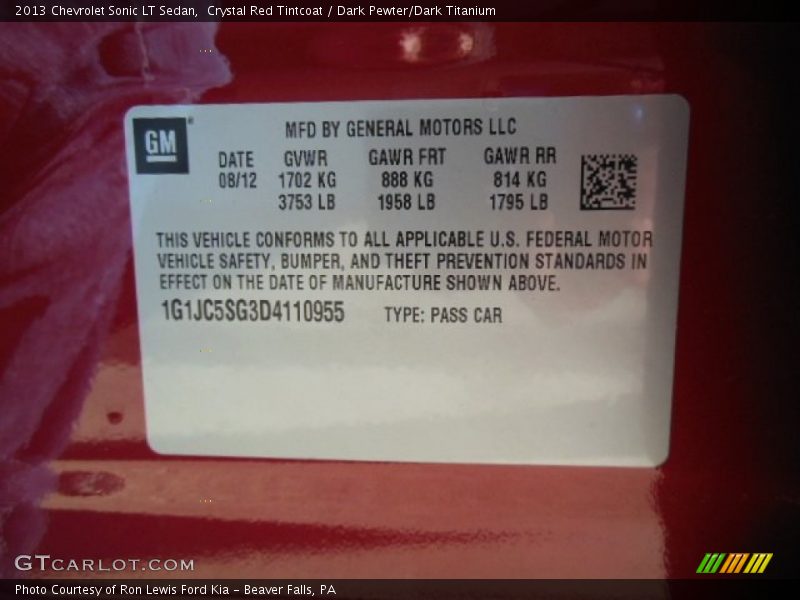 2013 Chevrolet Sonic LT Sedan, Crystal Red Tintcoat / Dark Pewter/Dark Titanium
GM
MFD BY GENERAL MOTORS LLC
DATE GVWR GAWR FRT GAWR RR
08/12 1702 KG 888 KG 814 KG
3753 LB 1958 LB 1795 LB
THIS VEHICLE CONFORMS TO ALL APPLICABLE U.S. FEDERAL MOTOR
VEHICLE SAFETY, BUMPER, AND THEFT PREVENTION STANDARDS IN
EFFECT ON THE DATE OF MANUFACTURE SHOWN ABOVE.
1G1JC5SG3D4110955 TYPE: PASS CAR
GTCARLOT.COM
Photo Courtesy of Ron Lewis Ford Kia - Beaver Falls, PA